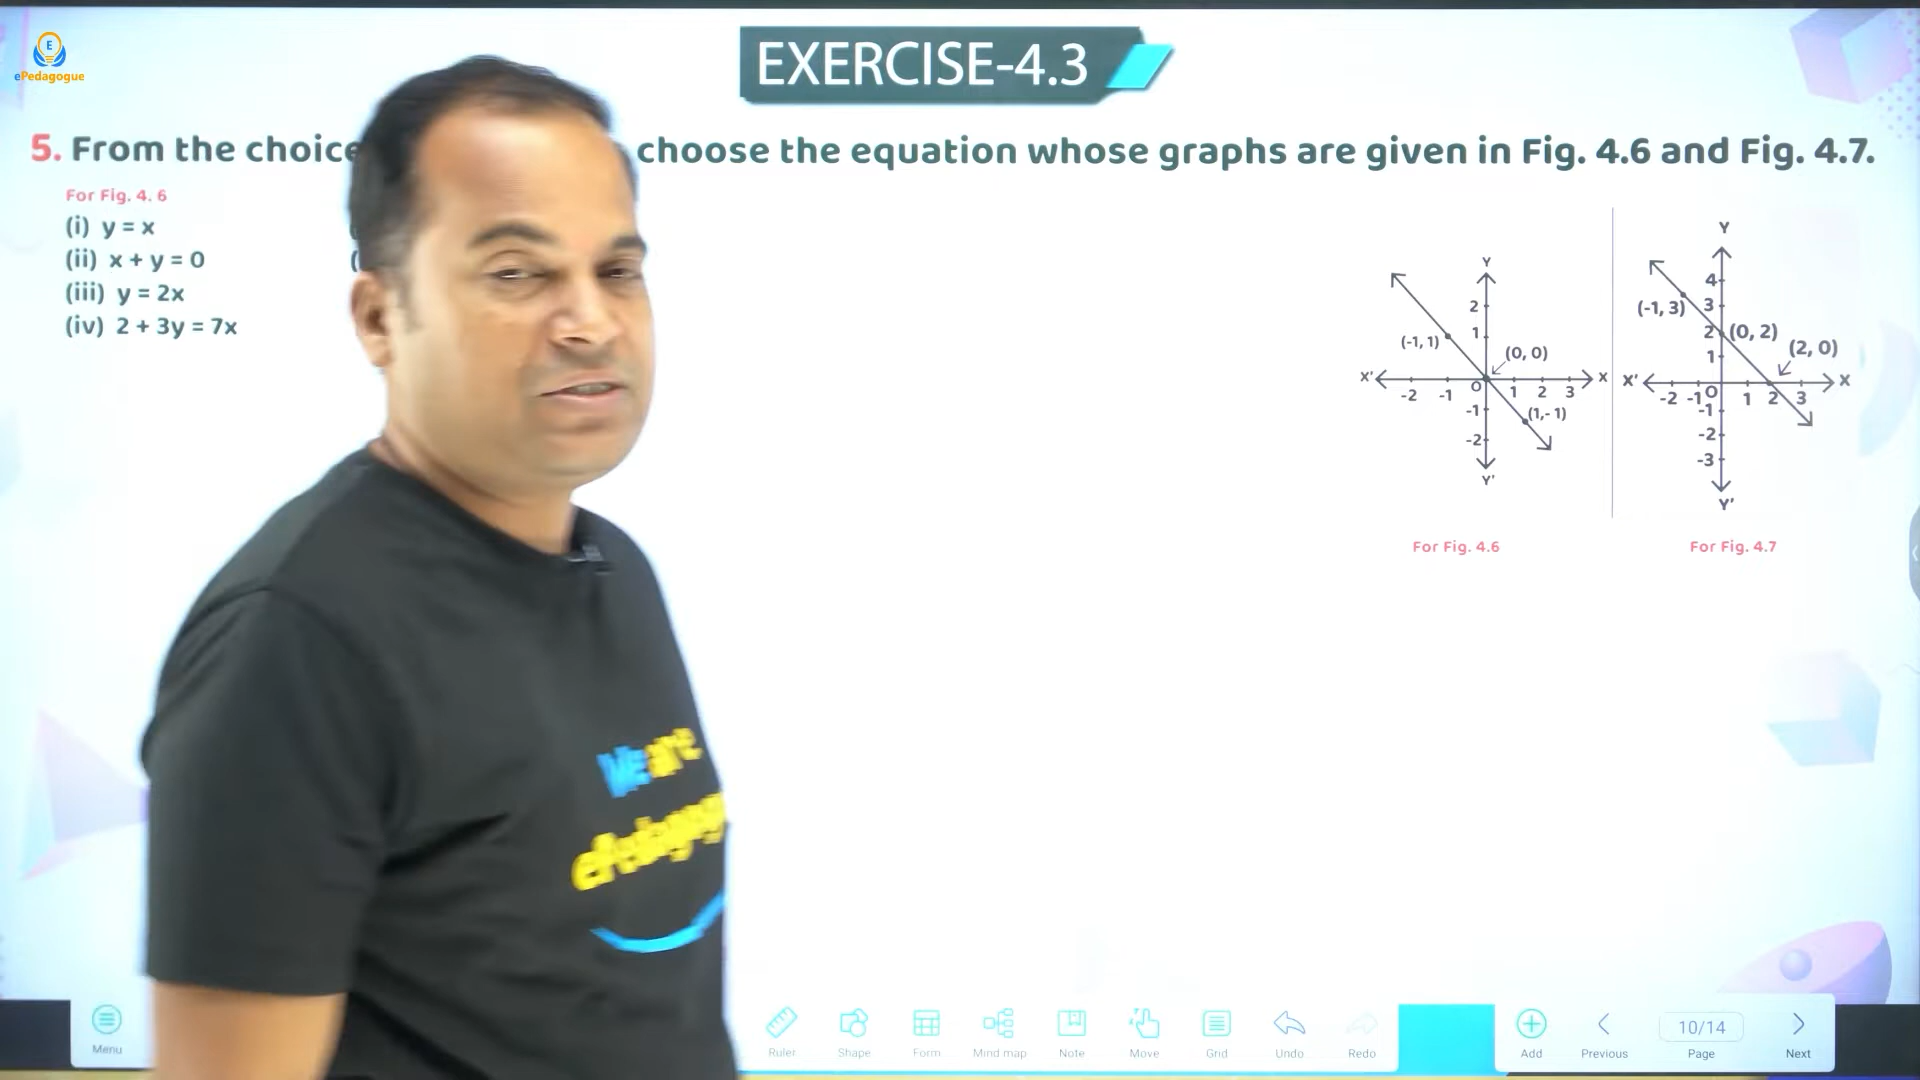 E
ePedagogue
EXERCISE-4.3
5. From the choice choose the equation whose graphs are given in Fig. 4.6 and Fig. 4.7.
For Fig. 4. 6
(i) y = x
(ii) x + y = 0
(iii) y = 2x
(iv) 2 + 3y = 7x
Y
2
1
(-1, 1)
(0, 0)
X'
X
-2 -1 O 1 2 3
-1
(1,- 1)
-2
Y'
For Fig. 4.6
Y
4
3
(-1, 3)
2
(0, 2)
1
(2, 0)
X'
X
-2 -1 O 1 2 3
-1
-2
-3
Y'
For Fig. 4.7
We are
ePedagog
Menu
Ruler
Shape
Form
Mind map
Note
Move
Grid
Undo
Redo
Add
Previous
10/14
Page
Next